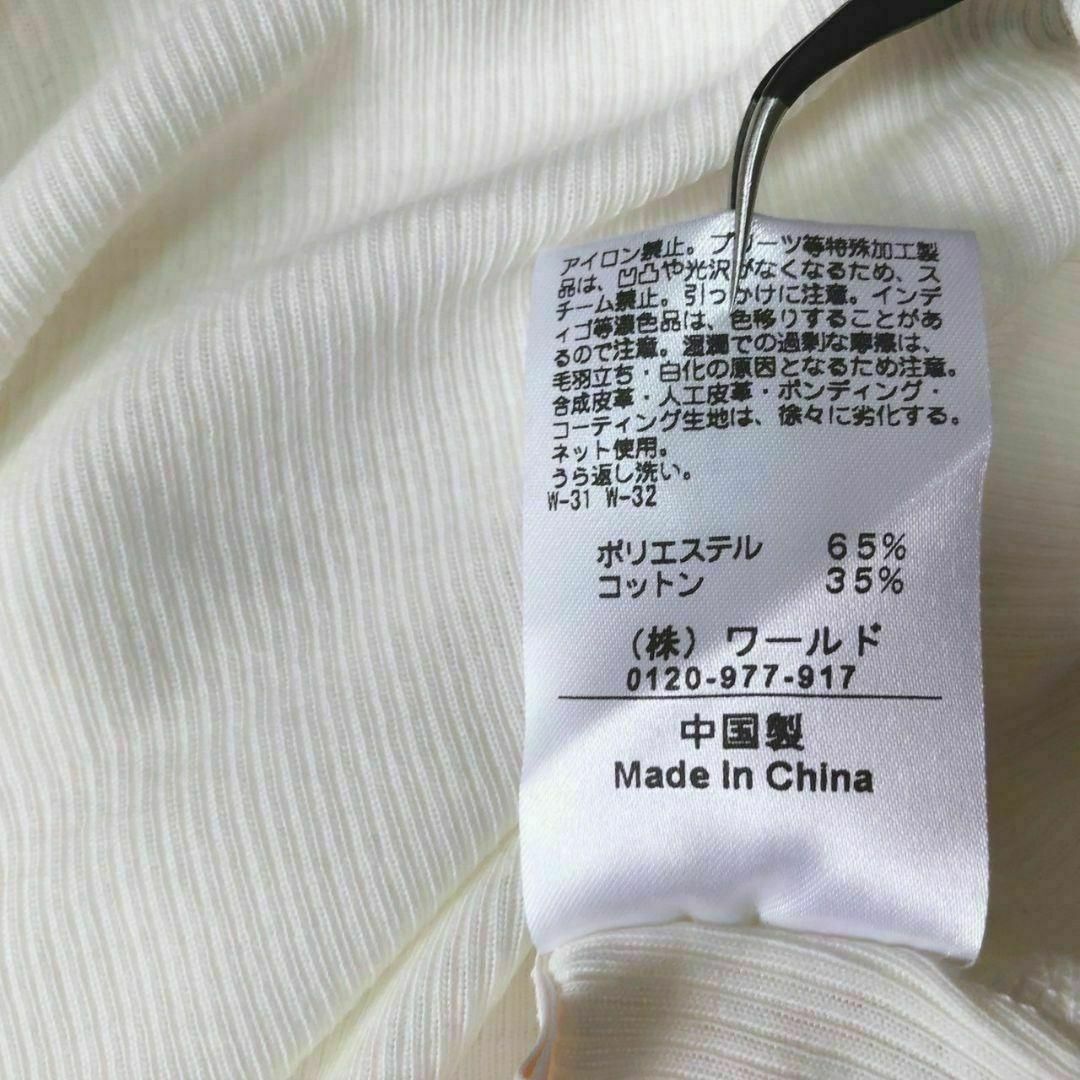 アイロン禁止。プリーツ等特殊加工製
品は、凹凸や光沢がなくなるため、ス
チーム禁止。引っかけに注意。インデ
ィゴ等濃色品は、色移りすることがあ
るので注意。湿潤での過剰な摩擦は、
毛羽立ち・白化の原因となるため注意。
合成皮革・人工皮革・ボンディング・
コーティング生地は、徐々に劣化する。
ネット使用。
うら返し洗い。
W-31 W-32
ポリエステル 65%
コットン 35%
(株) ワールド
0120-977-917
中国製
Made In China